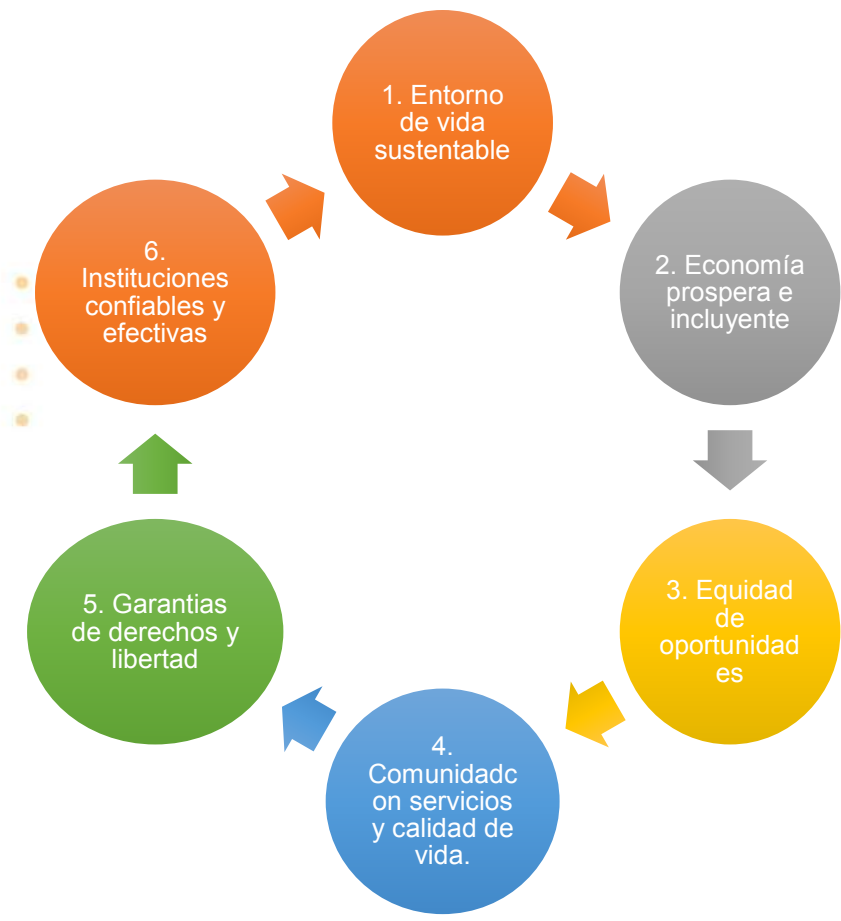 1. Entorno
de vida
sustentable
2. Economía
prospera e
incluyente
3. Equidad
de
oportunidad
es
4.
Comunidadc
on servicios
y calidad de
vida.
5. Garantias
de derechos y
libertad
6.
Instituciones
confiables y
efectivas